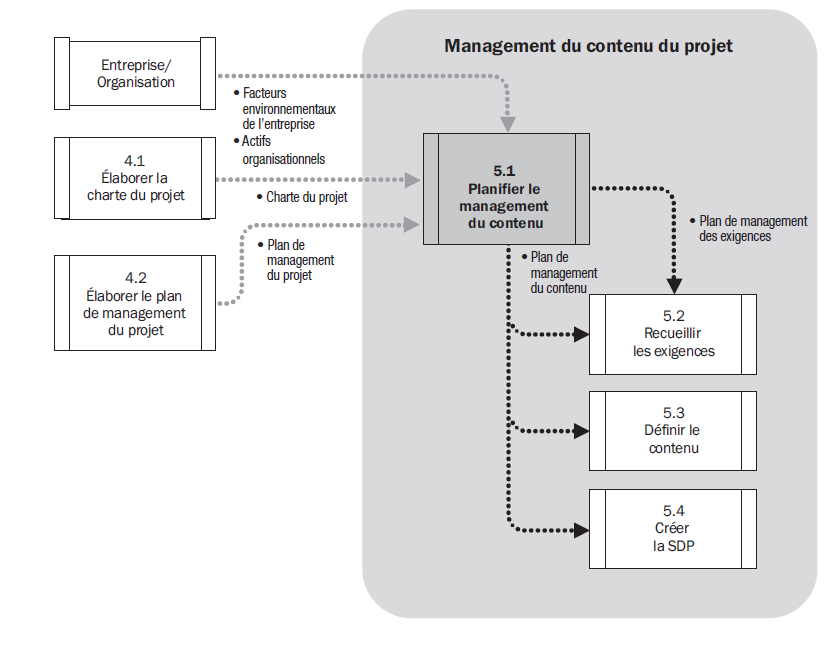 Management du contenu du projet
Entreprise/
Organisation
• Facteurs
environnementaux
de l'entreprise
• Actifs
organisationnels
4.1
Élaborer la
charte du projet
• Charte du projet
4.2
Élaborer le plan
de management
du projet
• Plan de
management
du projet
5.1
Planifier le
management
du contenu
• Plan de management
des exigences
• Plan de
management
du contenu
5.2
Recueillir
les exigences
5.3
Définir le
contenu
5.4
Créer
la SDP